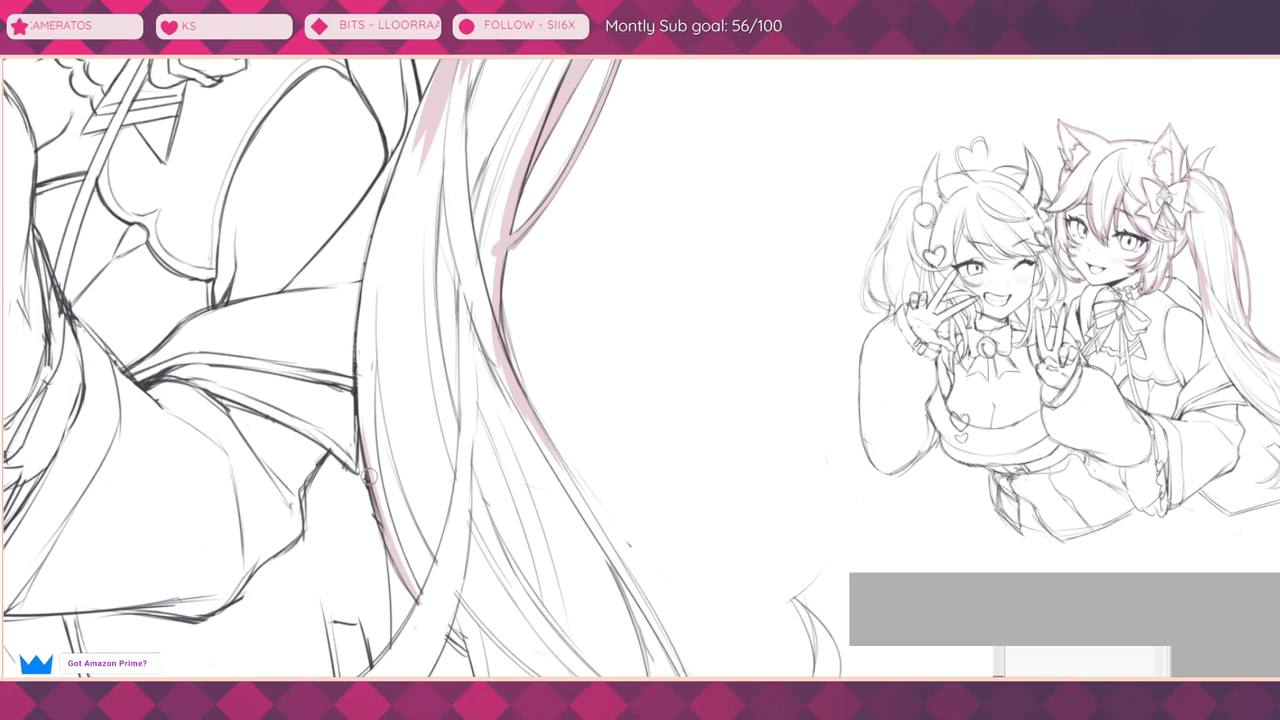 AMERATOS
KS
BITS - LLOORRAA
FOLLOW - SII6X
Montly Sub goal: 56/100
Got Amazon Prime?